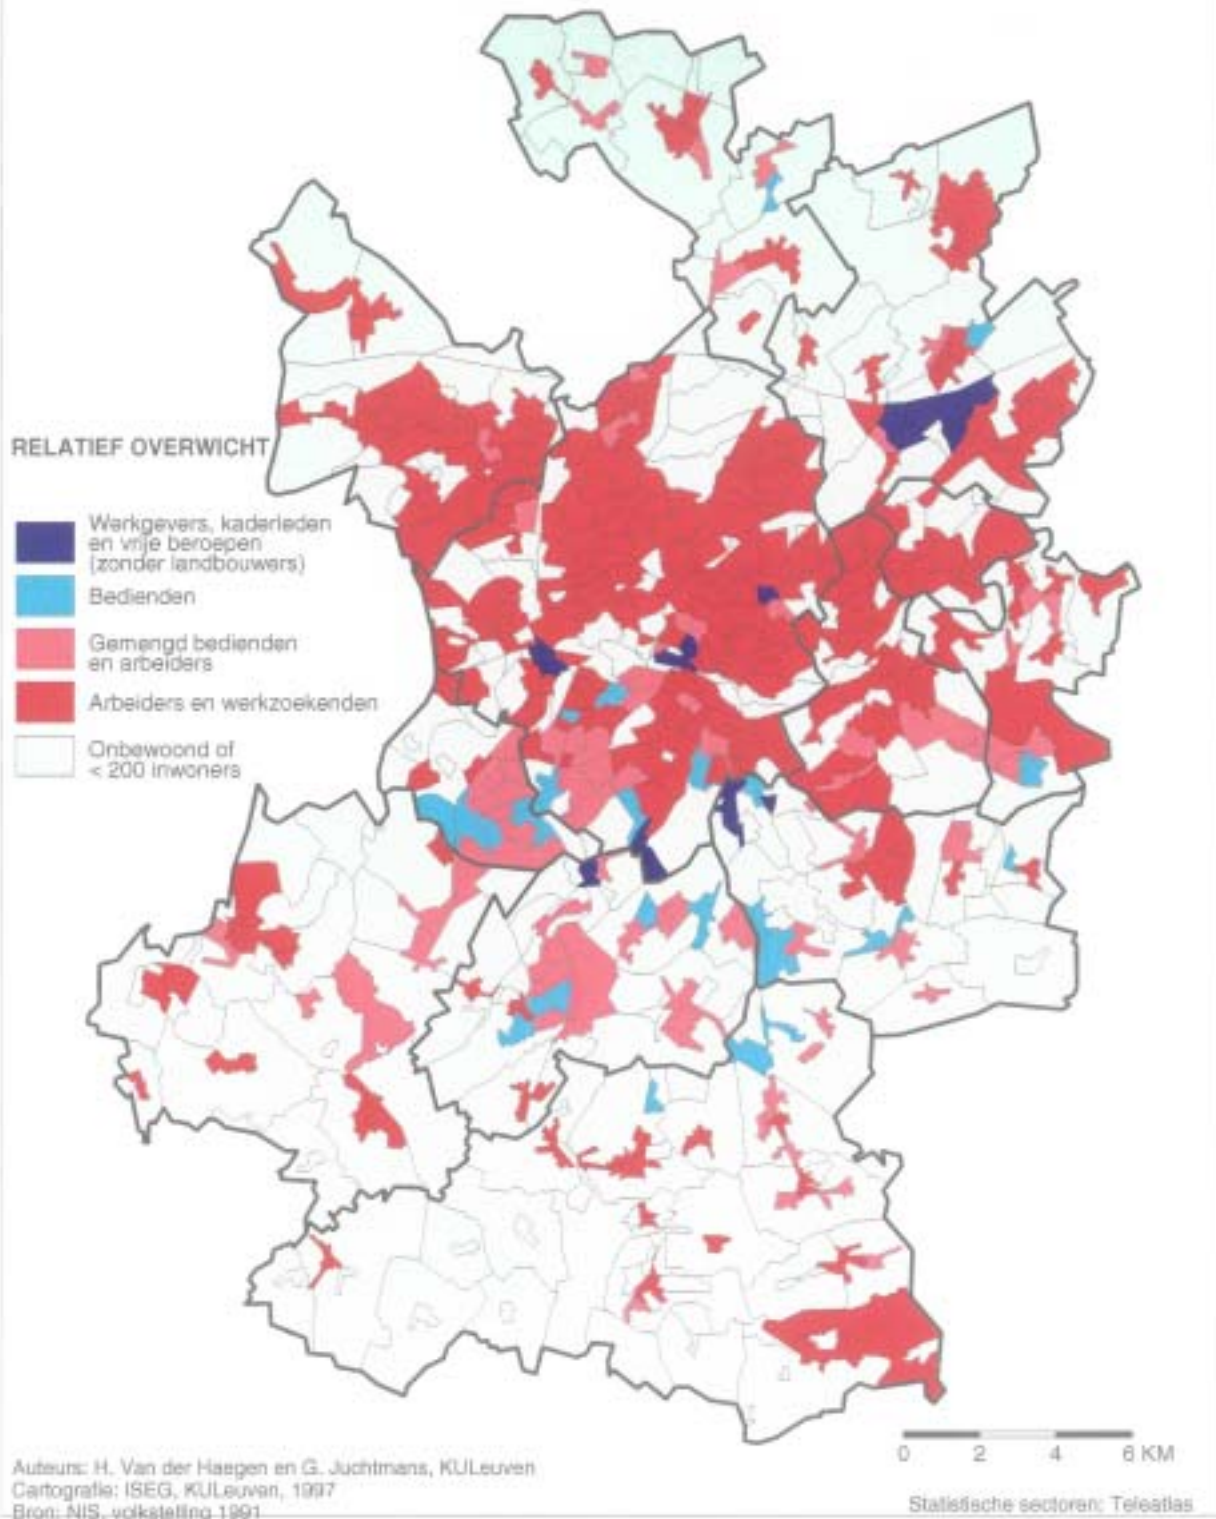 RELATIEF OVERWICHT
Werkgevers, kaderleden
en vrije beroepen
(zonder landbouwers)
Bedienden
Gemengd bedienden
en arbeiders
Arbeiders en werkzoekenden
Onbewoond of
< 200 inwoners
0 2 4 6 KM
Auteurs: H. Van der Haegen en G. Juchtmans, KULeuven
Cartografie: ISEG, KULeuven, 1997
Bron: NIS, volkstelling 1991
Statistische sectoren: Teleatlas